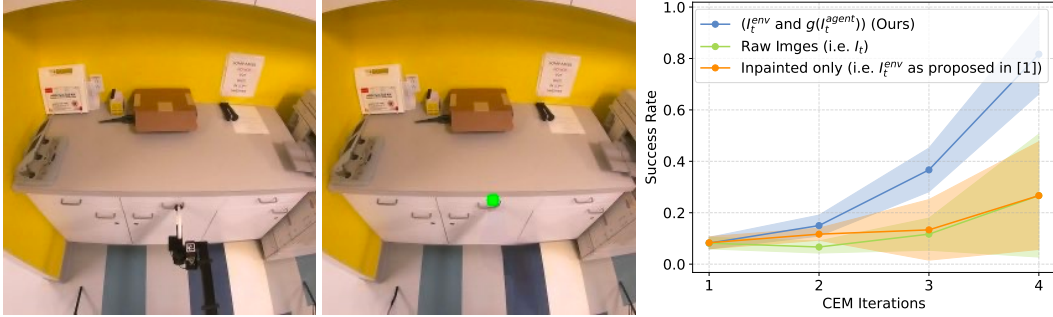 1.0
0.8
0.6
0.4
0.2
0.0
Success Rate
(I_t^env and g(I_t^agent)) (Ours)
Raw Imges (i.e. I_t)
Inpainted only (i.e. I_t^env as proposed in [1])
1 2 3 4
CEM Iterations